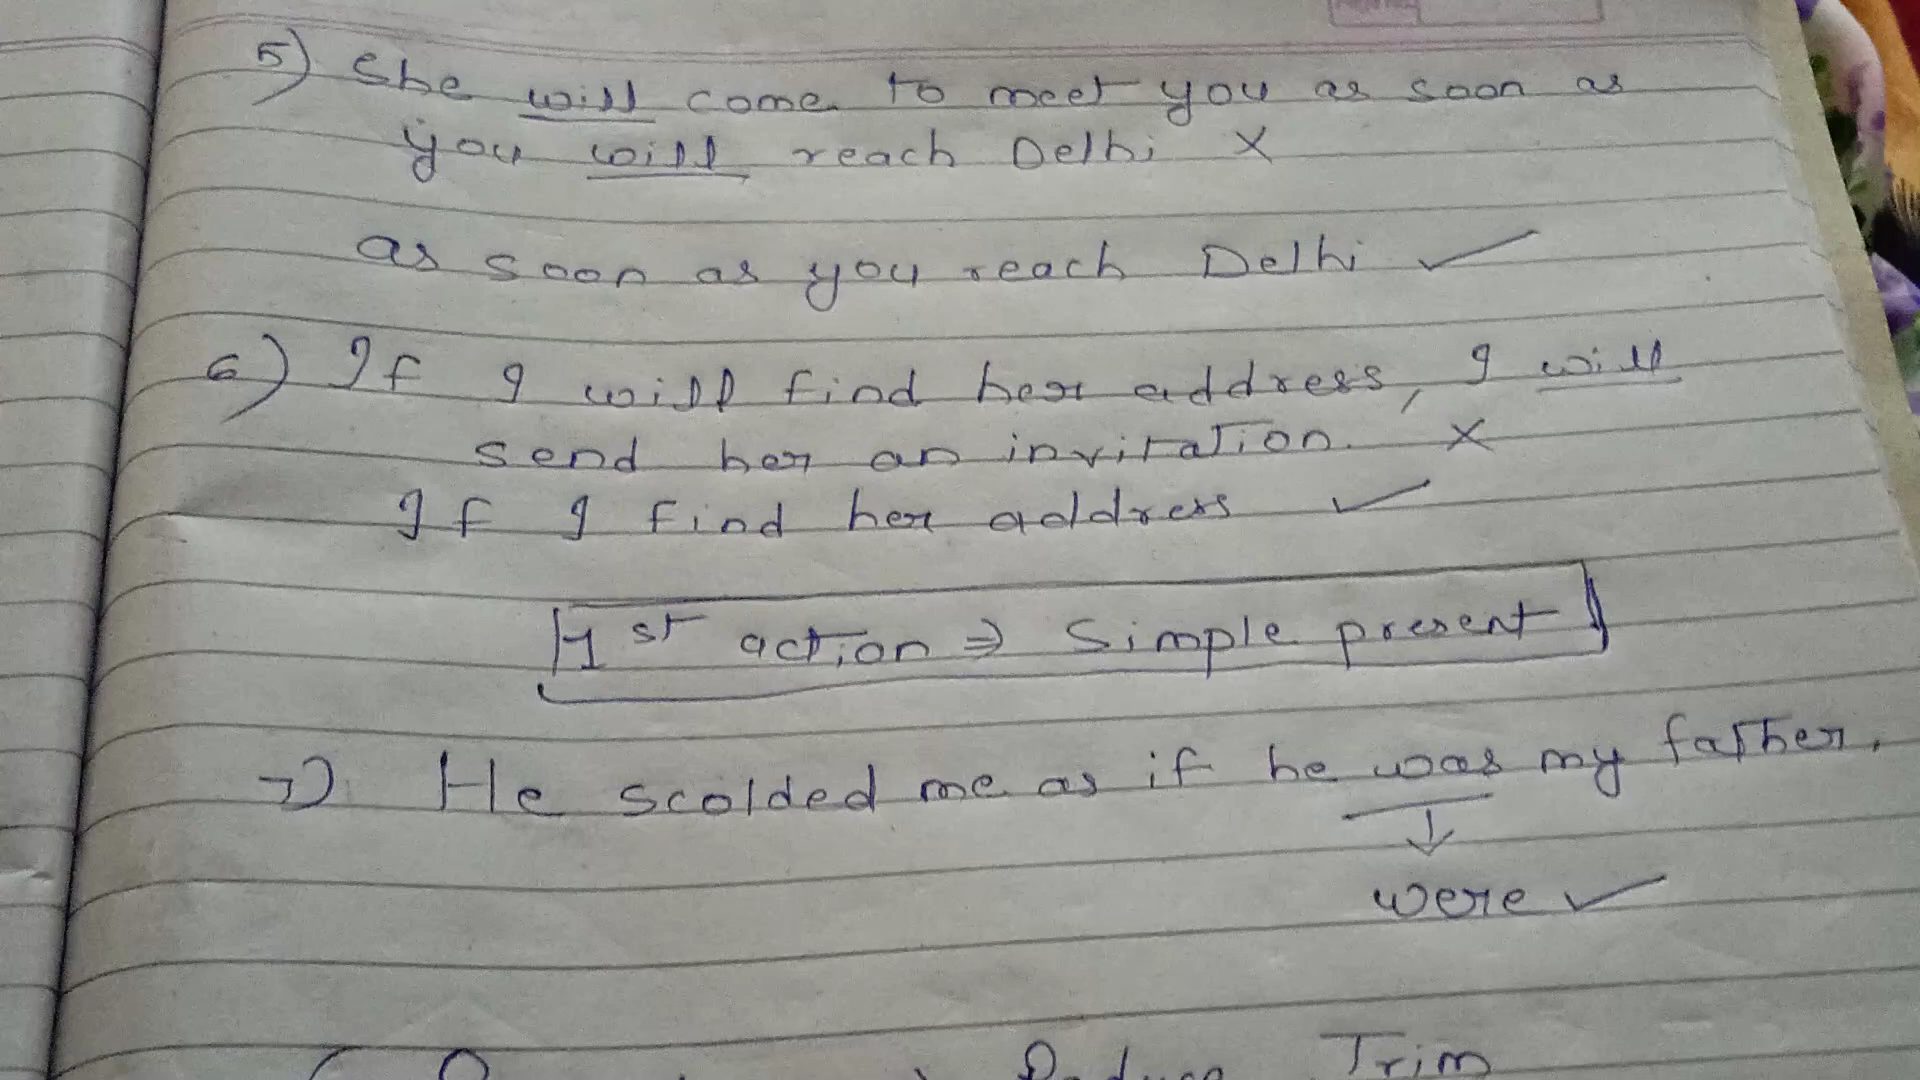 5) She will come to meet you as soon as
you will reach Delhi ×
as soon as you reach Delhi ✓
6) If I will find her address, I will
send her an invitation. ×
If I find her address ✓
1st action ⇒ Simple present
7) He scolded me as if he was my father.
↓
were ✓
Trim